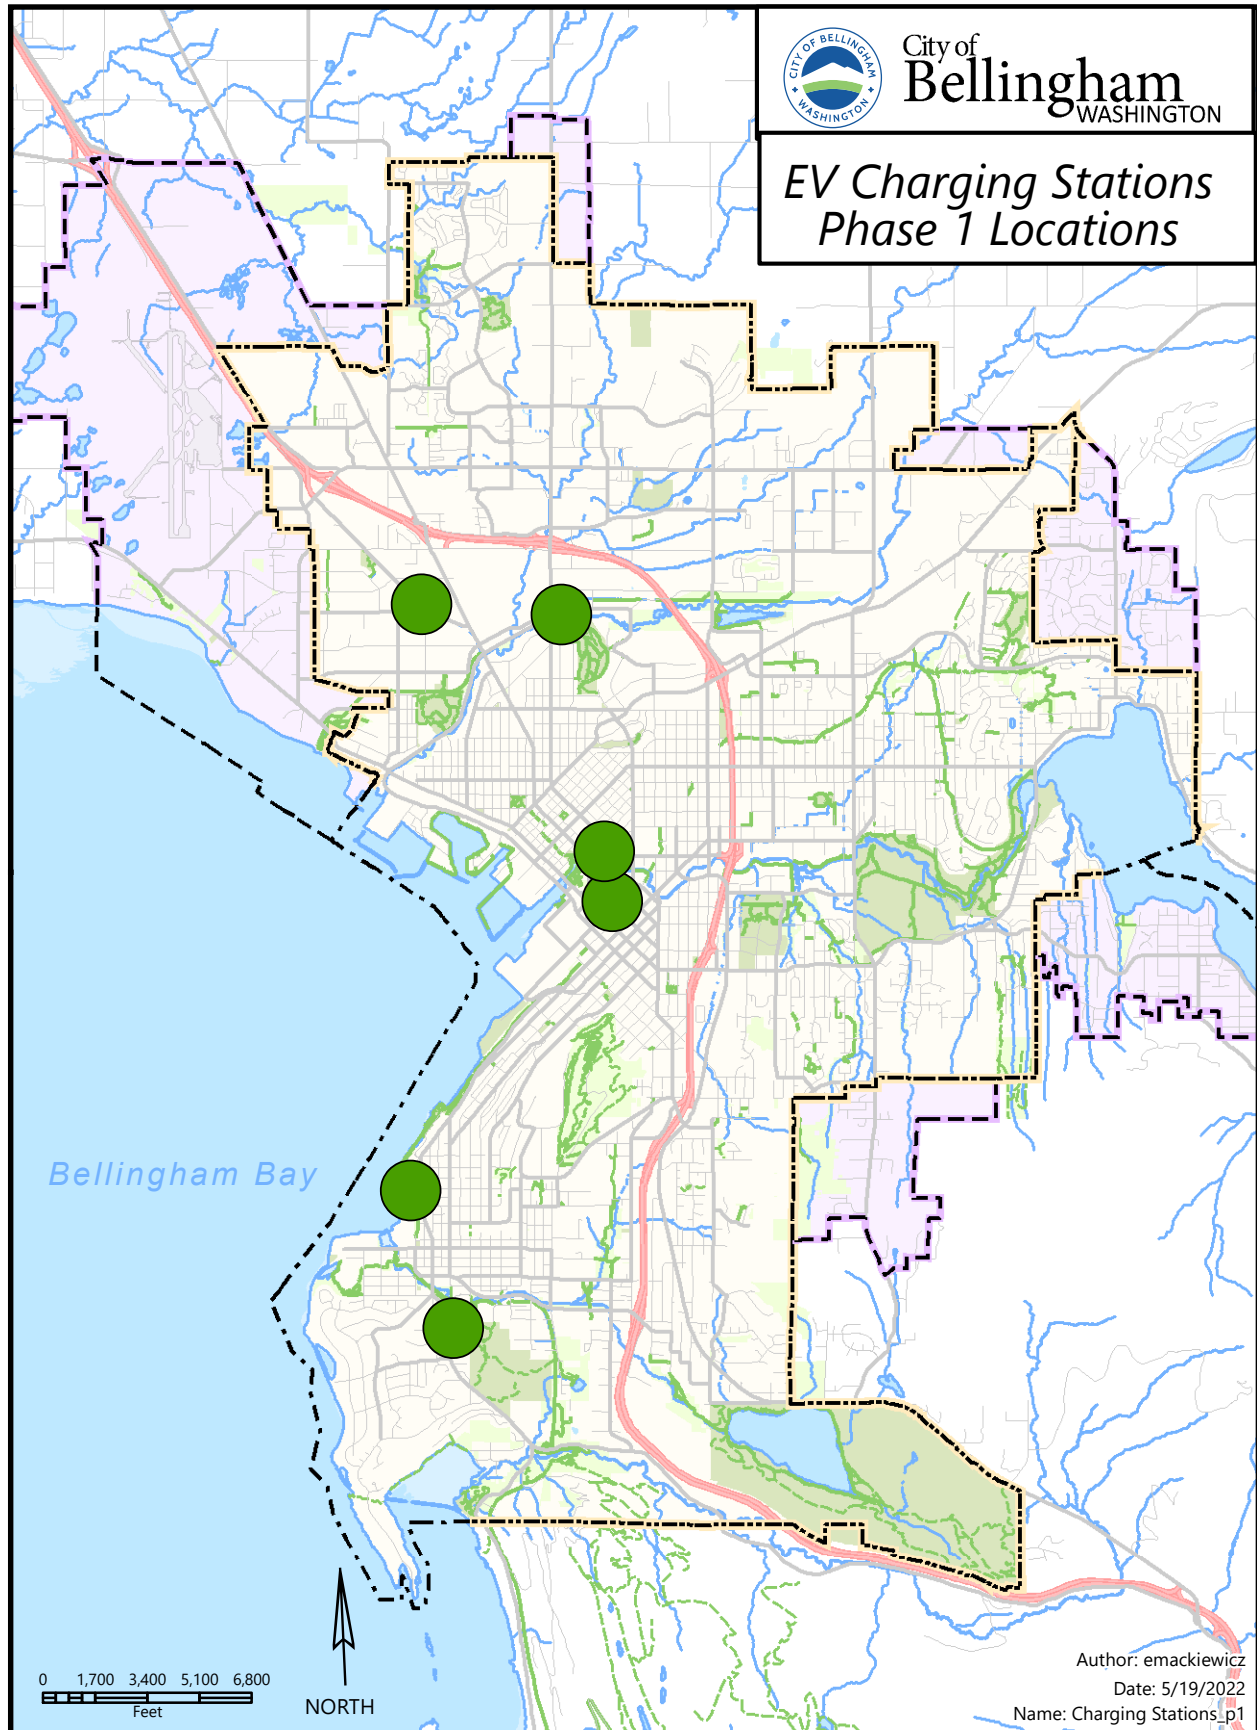 CITY OF BELLINGHAM
WASHINGTON
City of
Bellingham
WASHINGTON
EV Charging Stations
Phase 1 Locations
Bellingham Bay
0 1,700 3,400 5,100 6,800
Feet
NORTH
Author: emackiewicz
Date: 5/19/2022
Name: Charging Stations_p1